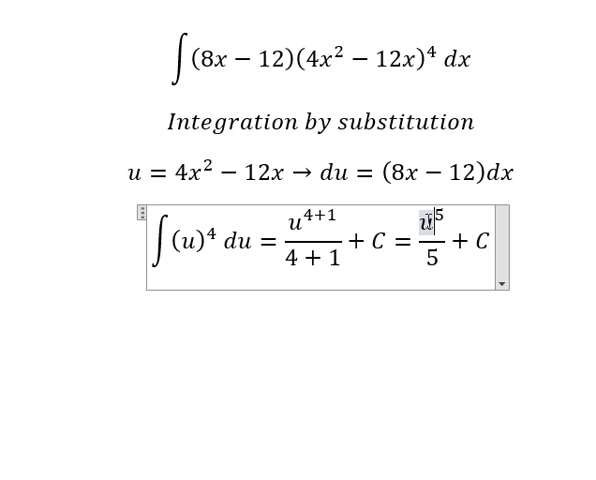 ∫(8x − 12)(4x² − 12x)⁴ dx
Integration by substitution
u = 4x² − 12x → du = (8x − 12)dx
∫(u)⁴ du = u⁴⁺¹/(4 + 1) + C = u⁵/5 + C